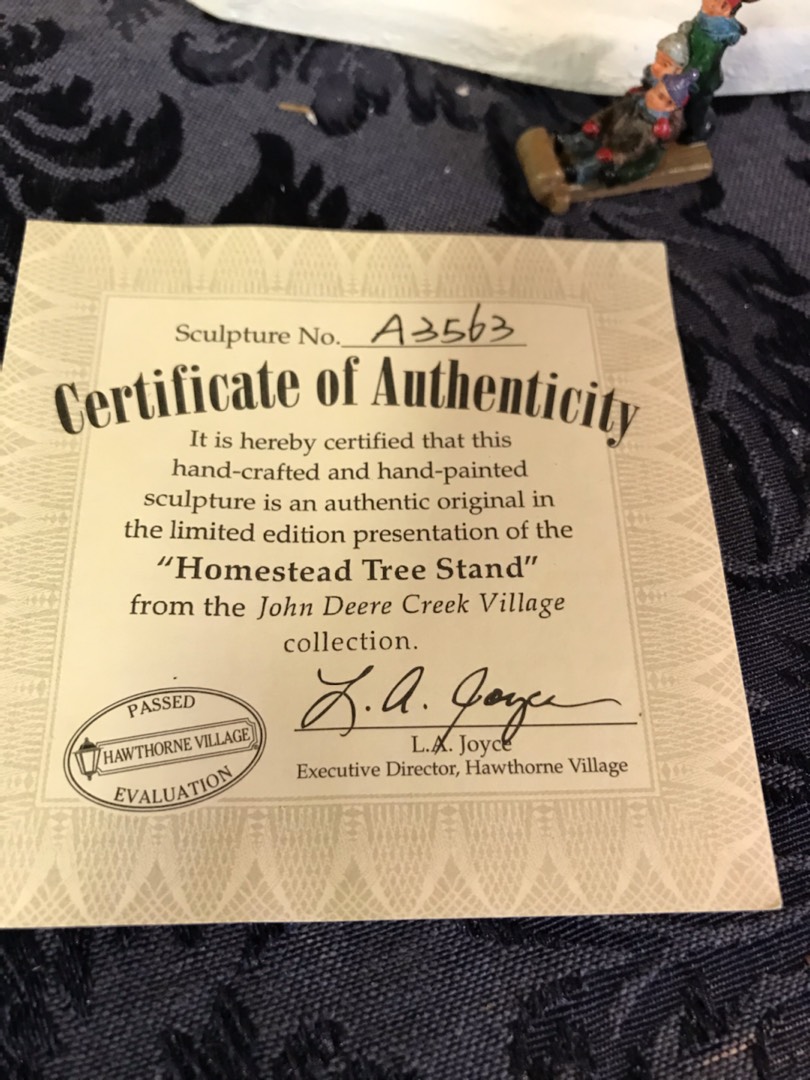 Sculpture No. A3563
Certificate of Authenticity
It is hereby certified that this
hand-crafted and hand-painted
sculpture is an authentic original in
the limited edition presentation of the
"Homestead Tree Stand"
from the John Deere Creek Village
collection.
L. A. Joyce
L.A. Joyce
Executive Director, Hawthorne Village
PASSED
HAWTHORNE VILLAGE
EVALUATION